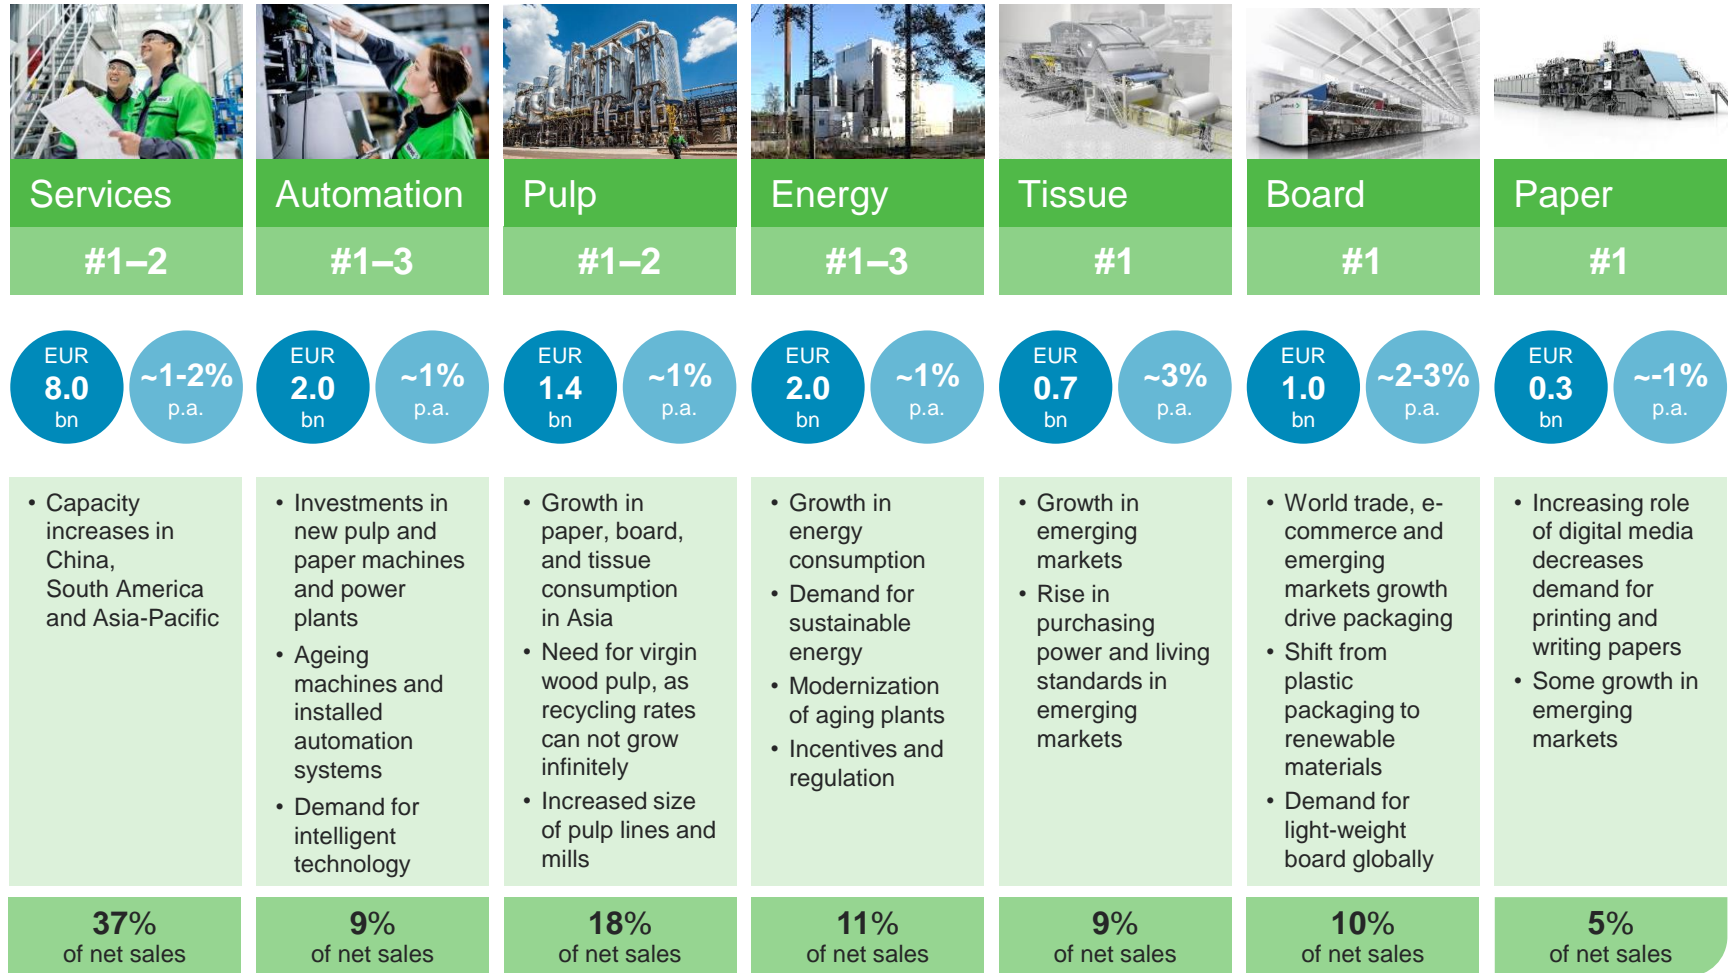 Services
Automation
Pulp
Energy
Tissue
Board
Paper
#1–2
#1–3
#1–2
#1–3
#1
#1
#1
EUR
8.0
bn
~1-2%
p.a.
EUR
2.0
bn
~1%
p.a.
EUR
1.4
bn
~1%
p.a.
EUR
2.0
bn
~1%
p.a.
EUR
0.7
bn
~3%
p.a.
EUR
1.0
bn
~2-3%
p.a.
EUR
0.3
bn
~-1%
p.a.
• Capacity
increases in
China,
South America
and Asia-Pacific
• Investments in
new pulp and
paper machines
and power
plants
• Ageing
machines and
installed
automation
systems
• Demand for
intelligent
technology
• Growth in
paper, board,
and tissue
consumption
in Asia
• Need for virgin
wood pulp, as
recycling rates
can not grow
infinitely
• Increased size
of pulp lines and
mills
• Growth in
energy
consumption
• Demand for
sustainable
energy
• Modernization
of aging plants
• Incentives and
regulation
• Growth in
emerging
markets
• Rise in
purchasing
power and living
standards in
emerging
markets
• World trade, e-
commerce and
emerging
markets growth
drive packaging
• Shift from
plastic
packaging to
renewable
materials
• Demand for
light-weight
board globally
• Increasing role
of digital media
decreases
demand for
printing and
writing papers
• Some growth in
emerging
markets
37%
of net sales
9%
of net sales
18%
of net sales
11%
of net sales
9%
of net sales
10%
of net sales
5%
of net sales